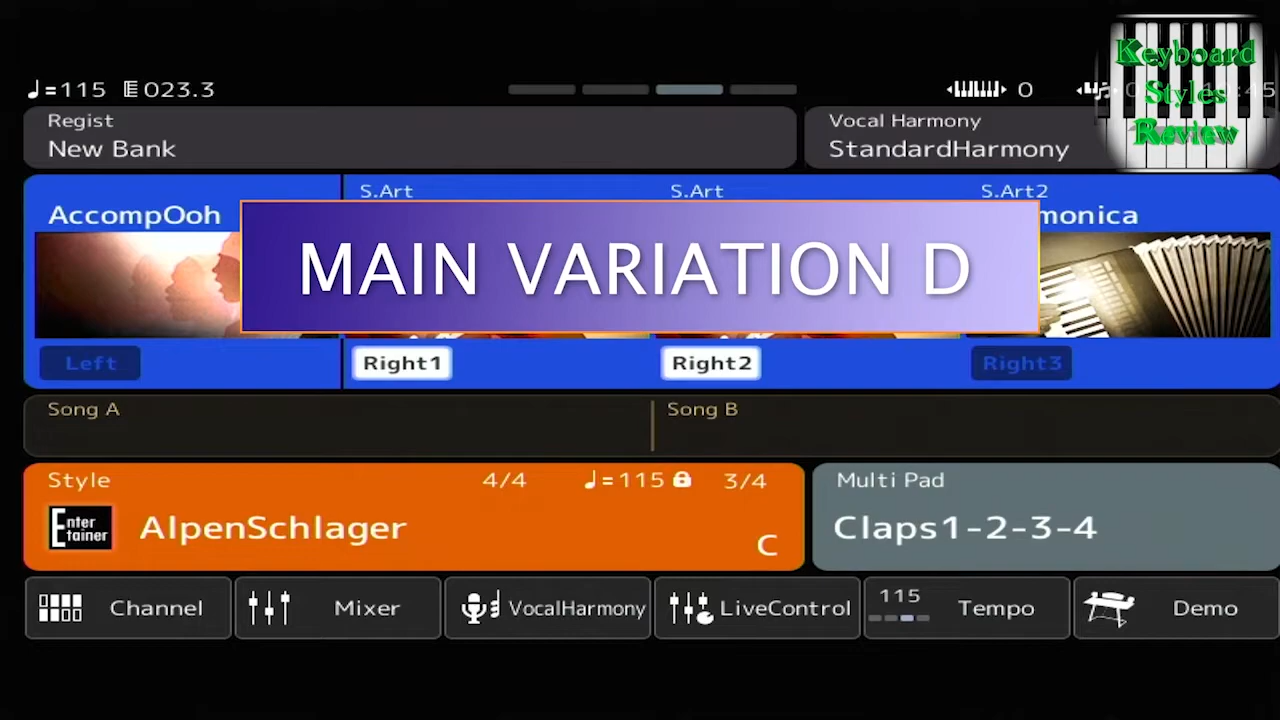 ♩=115 023.3
0
:45
Keyboard
Styles
Review
Regist
New Bank
Vocal Harmony
StandardHarmony
AccompOoh
S.Art
S.Art
S.Art2
monica
MAIN VARIATION D
Left
Right1
Right2
Right3
Song A
Song B
Style
4/4 ♩=115 3/4
Enter
tainer
AlpenSchlager
C
Multi Pad
Claps1-2-3-4
Channel
Mixer
VocalHarmony
LiveControl
115
Tempo
Demo